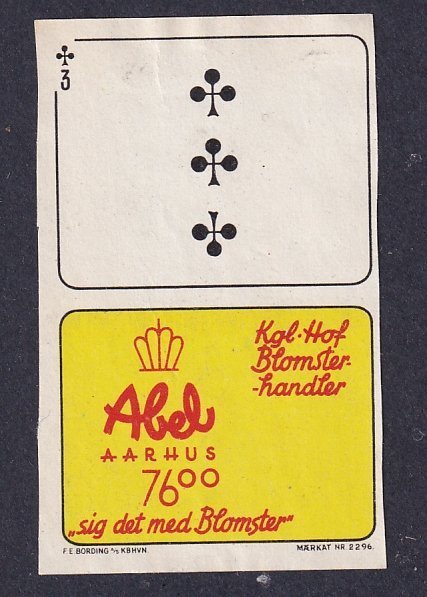 3
Kgl. Hof
Blomster-
-handler
Abel
AARHUS
7600
„sig det med Blomster"
F.E. BORDING A/S KBHVN. MÆRKAT NR. 2296.